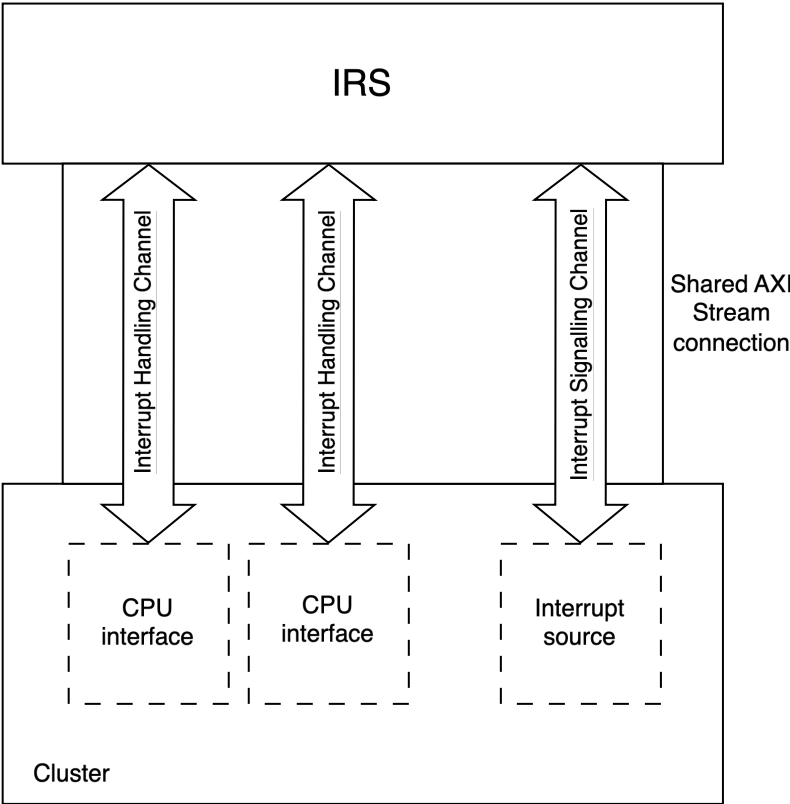 IRS
Interrupt Handling Channel
Interrupt Handling Channel
Interrupt Signalling Channel
Shared AXI
Stream
connection
CPU
interface
CPU
interface
Interrupt
source
Cluster